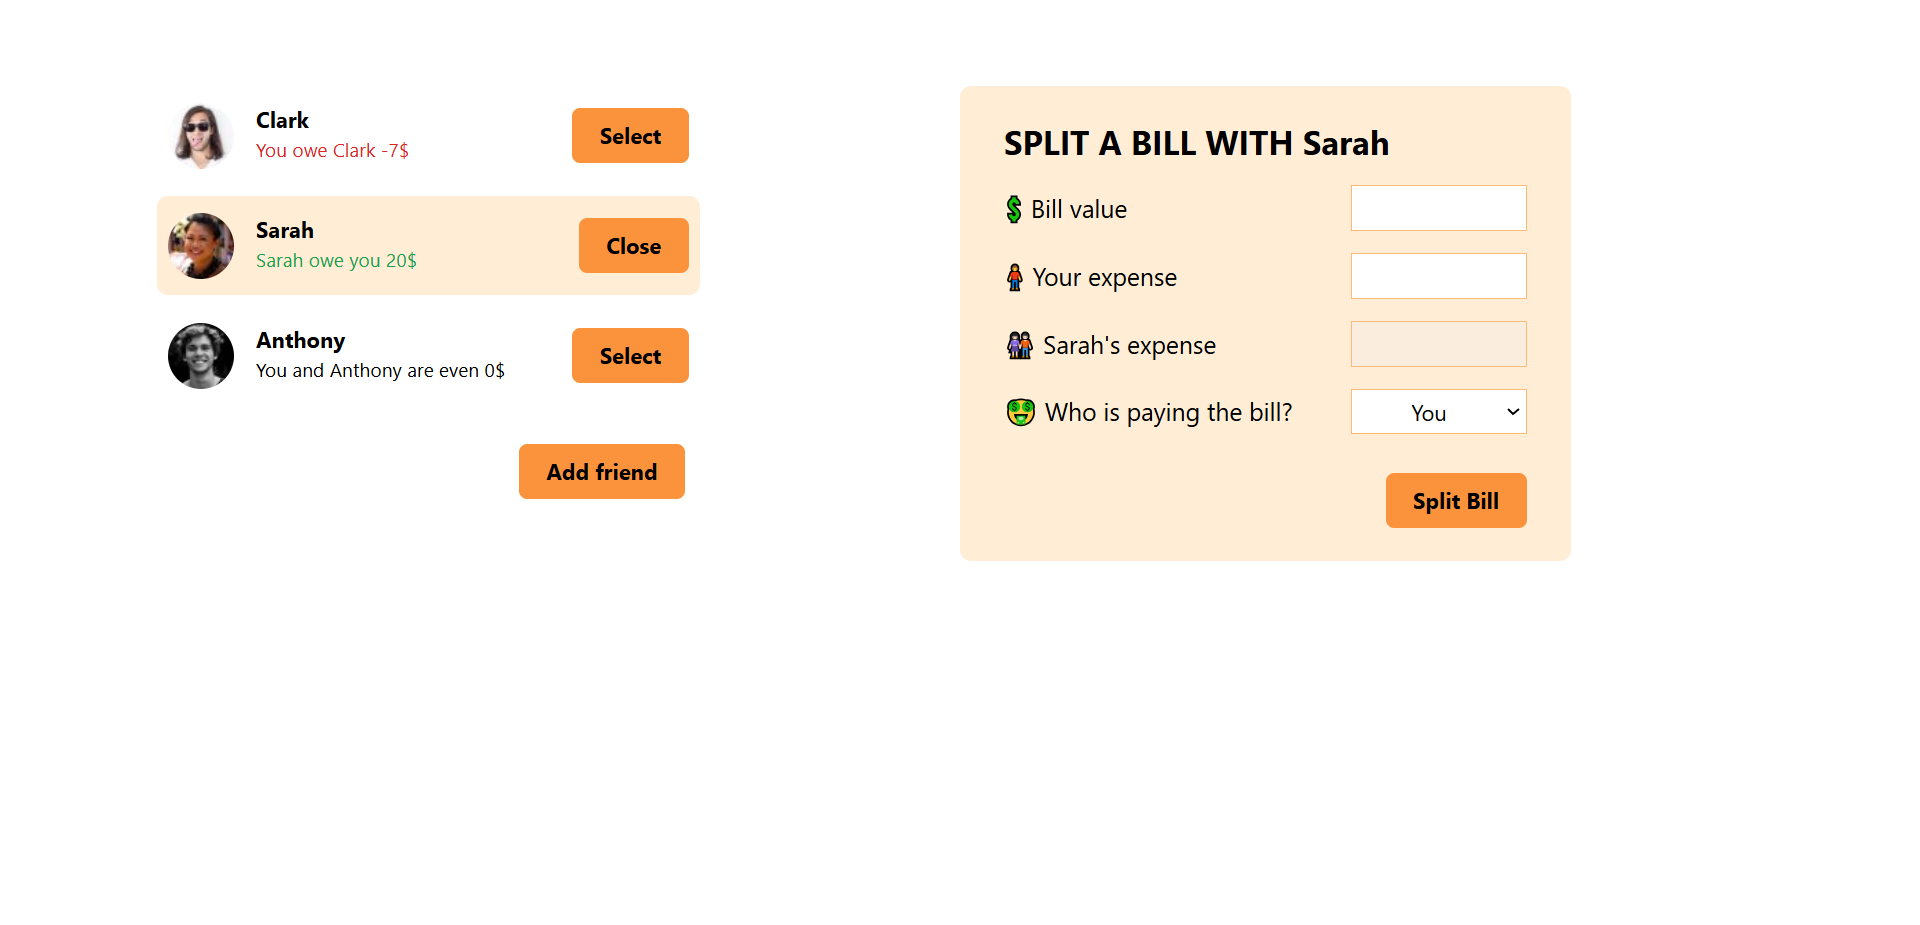 Clark
You owe Clark -7$
Select
Sarah
Sarah owe you 20$
Close
Anthony
You and Anthony are even 0$
Select
Add friend
SPLIT A BILL WITH Sarah
💲 Bill value
🧍 Your expense
👫 Sarah's expense
🤑 Who is paying the bill?
You
Split Bill